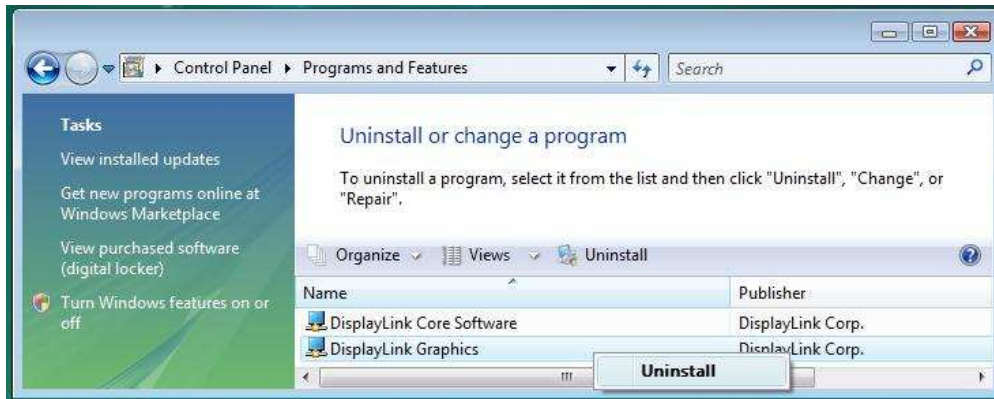 Control Panel Programs and Features Search
Tasks
View installed updates
Get new programs online at
Windows Marketplace
View purchased software
(digital locker)
Turn Windows features on or
off
Uninstall or change a program
To uninstall a program, select it from the list and then click "Uninstall", "Change", or
"Repair".
Organize Views Uninstall
Name Publisher
DisplayLink Core Software DisplayLink Corp.
DisplayLink Graphics DisplayLink Corp.
Uninstall